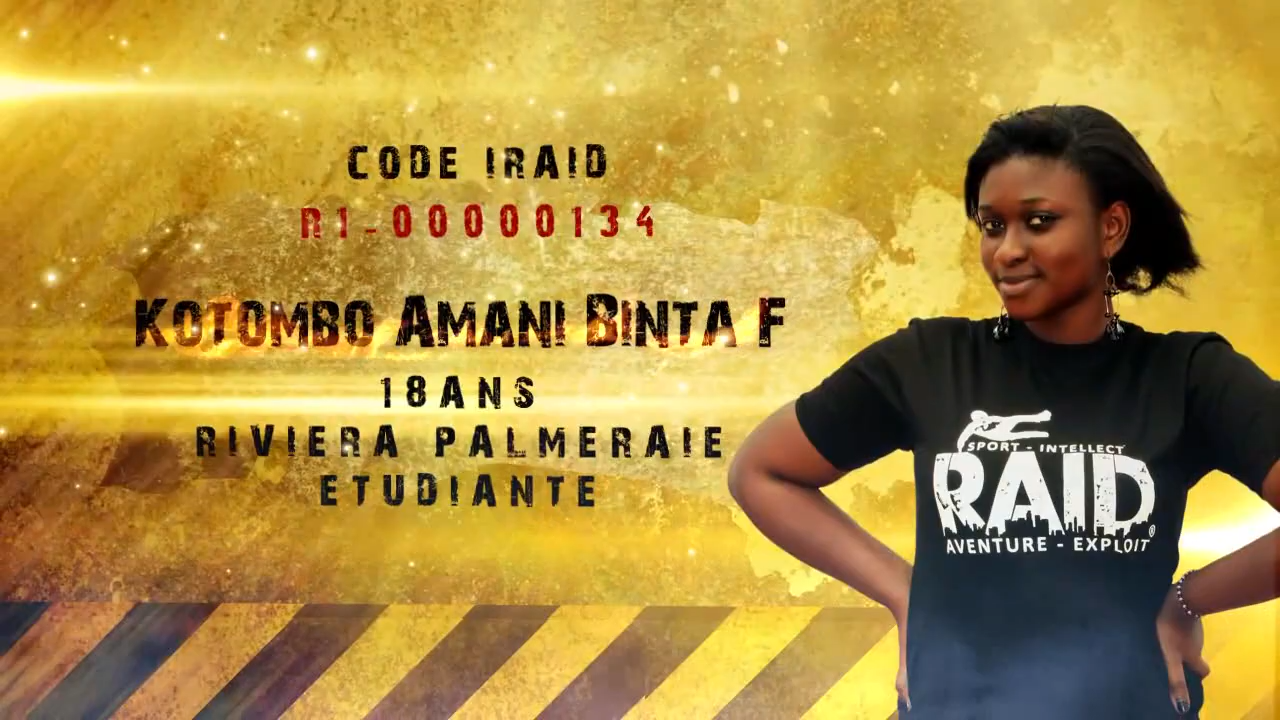 CODE IRAID
R1-00000134
KOTOMBO AMANI BINTA F
18ANS
RIVIERA PALMERAIE
ETUDIANTE
SPORT - INTELLECT
RAID®
AVENTURE - EXPLOIT